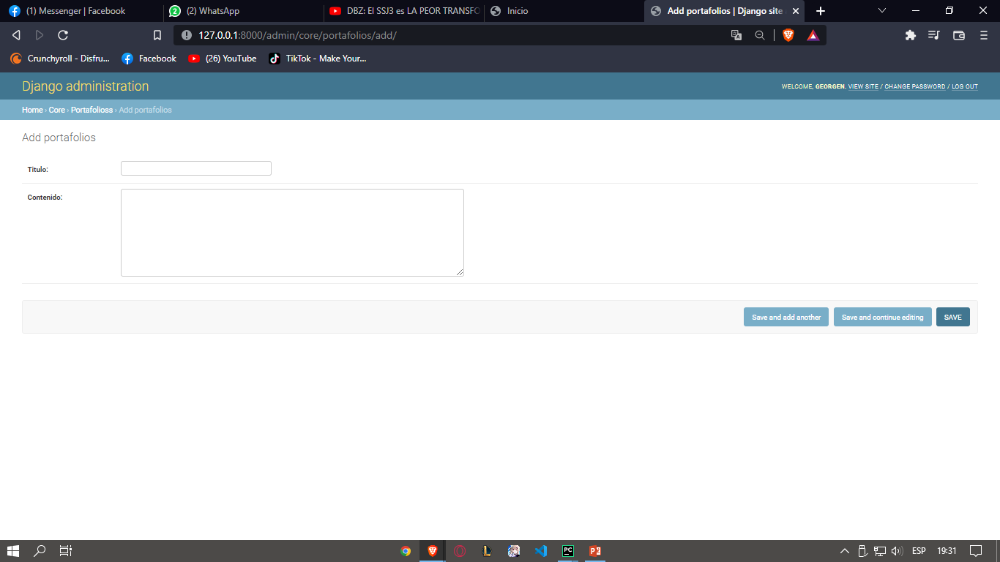 (1) Messenger | Facebook
(2) WhatsApp
DBZ: El SSJ3 es LA PEOR TRANSFO
Inicio
Add portafolios | Django site
127.0.0.1:8000/admin/core/portafolios/add/
Crunchyroll - Disfru...
Facebook
(26) YouTube
TikTok - Make Your...
Django administration
WELCOME, GEORGEN. VIEW SITE / CHANGE PASSWORD / LOG OUT
Home › Core › Portafolioss › Add portafolios
Add portafolios
Titulo:
Contenido:
Save and add another
Save and continue editing
SAVE
ESP
19:31